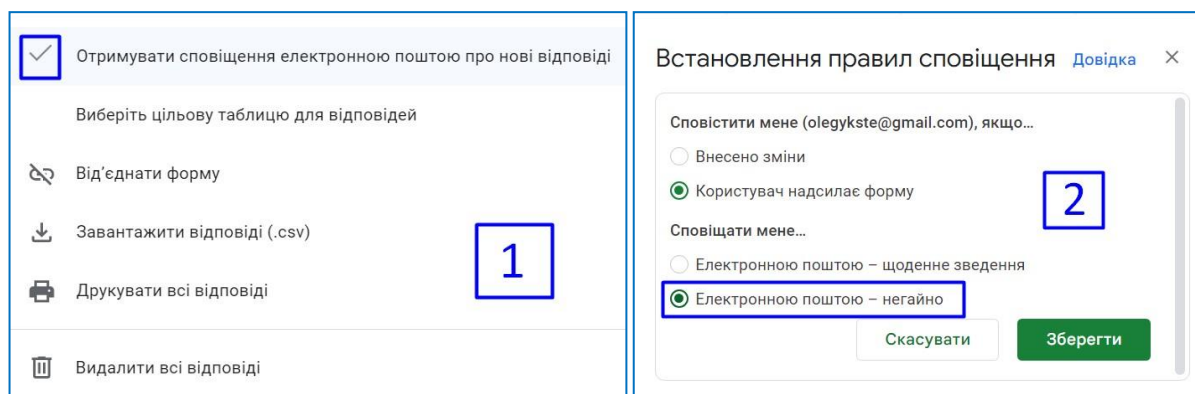 Отримувати сповіщення електронною поштою про нові відповіді
Виберіть цільову таблицю для відповідей
Від’єднати форму
Завантажити відповіді (.csv)
1
Друкувати всі відповіді
Видалити всі відповіді
Встановлення правил сповіщення Довідка
Сповістити мене (olegykste@gmail.com), якщо…
Внесено зміни
Користувач надсилає форму
2
Сповіщати мене…
Електронною поштою – щоденне зведення
Електронною поштою – негайно
Скасувати Зберегти